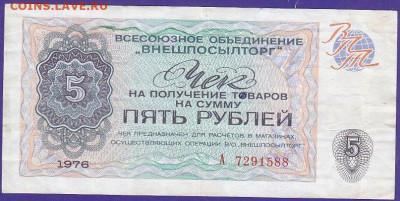 COINS.LAVE.RU
ВСЕСОЮЗНОЕ ОБЪЕДИНЕНИЕ
"ВНЕШПОСЫЛТОРГ"
ВПТ
Чек
НА ПОЛУЧЕНИЕ ТОВАРОВ
НА СУММУ
5
ПЯТЬ РУБЛЕЙ
ЧЕК ПРЕДНАЗНАЧЕН ДЛЯ РАСЧЁТОВ В МАГАЗИНАХ,
ОСУЩЕСТВЛЯЮЩИХ ОПЕРАЦИИ В/О „ВНЕШПОСЫЛТОРГ"
1976
А 7291588
5